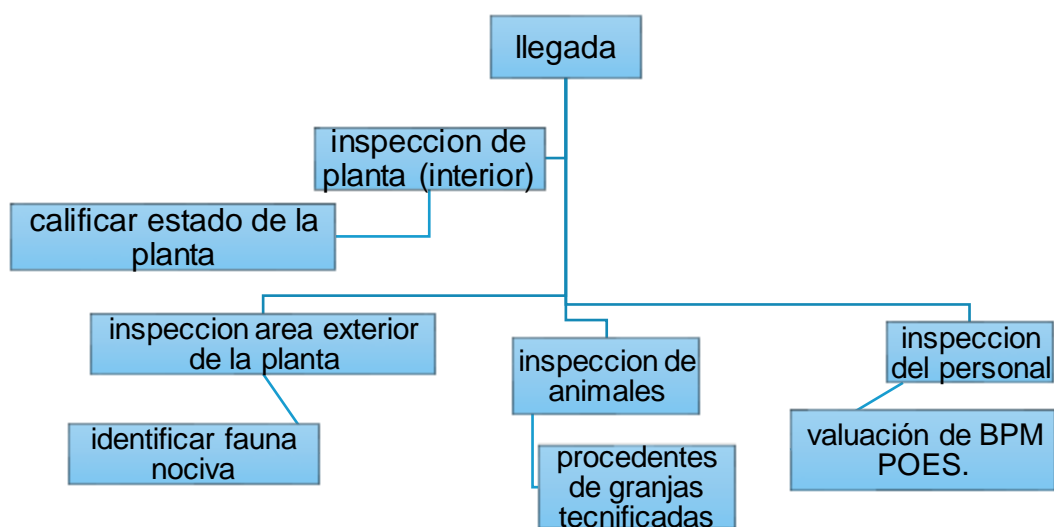 llegada
inspeccion de
planta (interior)
calificar estado de la
planta
inspeccion area exterior
de la planta
inspeccion de
animales
inspeccion
del personal
identificar fauna
nociva
procedentes
de granjas
tecnificadas
valuación de BPM
POES.